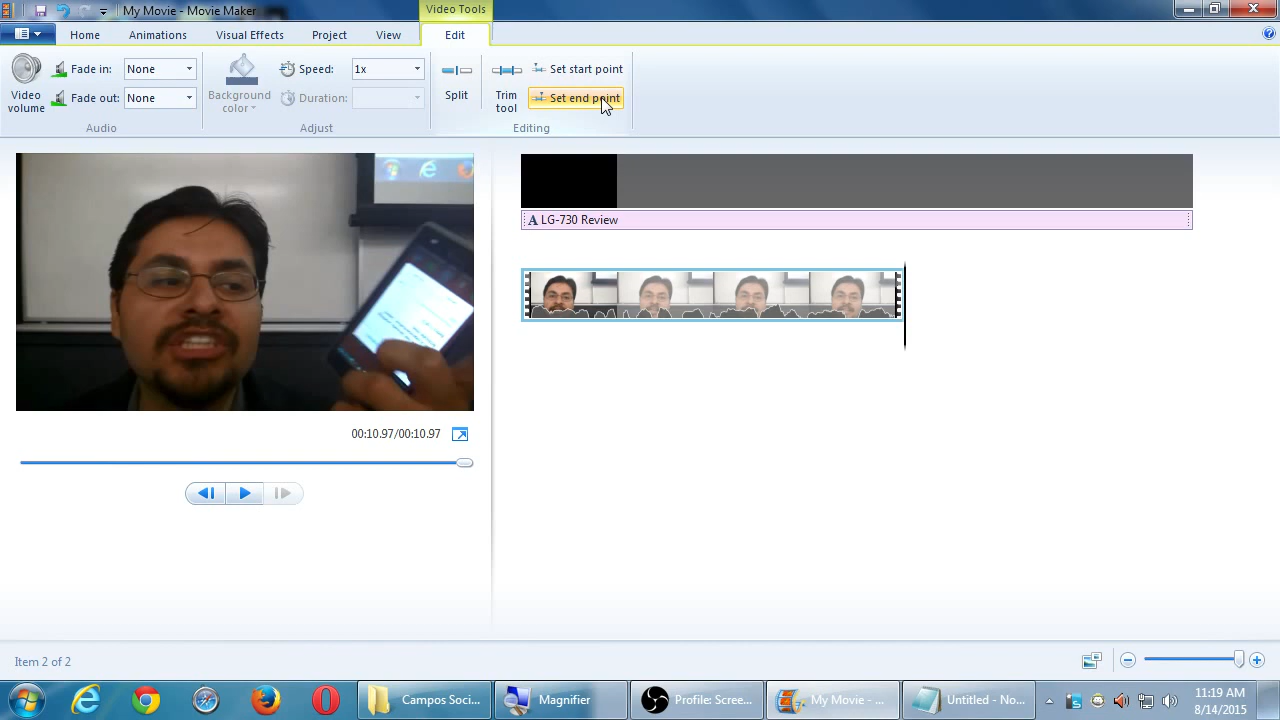 My Movie - Movie Maker
Video Tools
Home
Animations
Visual Effects
Project
View
Edit
Video volume
Fade in:
None
Fade out:
None
Audio
Background color
Speed:
1x
Duration:
Adjust
Split
Trim tool
Set start point
Set end point
Editing
A LG-730 Review
00:10.97/00:10.97
Item 2 of 2
Campos Soci...
Magnifier
Profile: Scree...
My Movie - ...
Untitled - No...
11:19 AM
8/14/2015